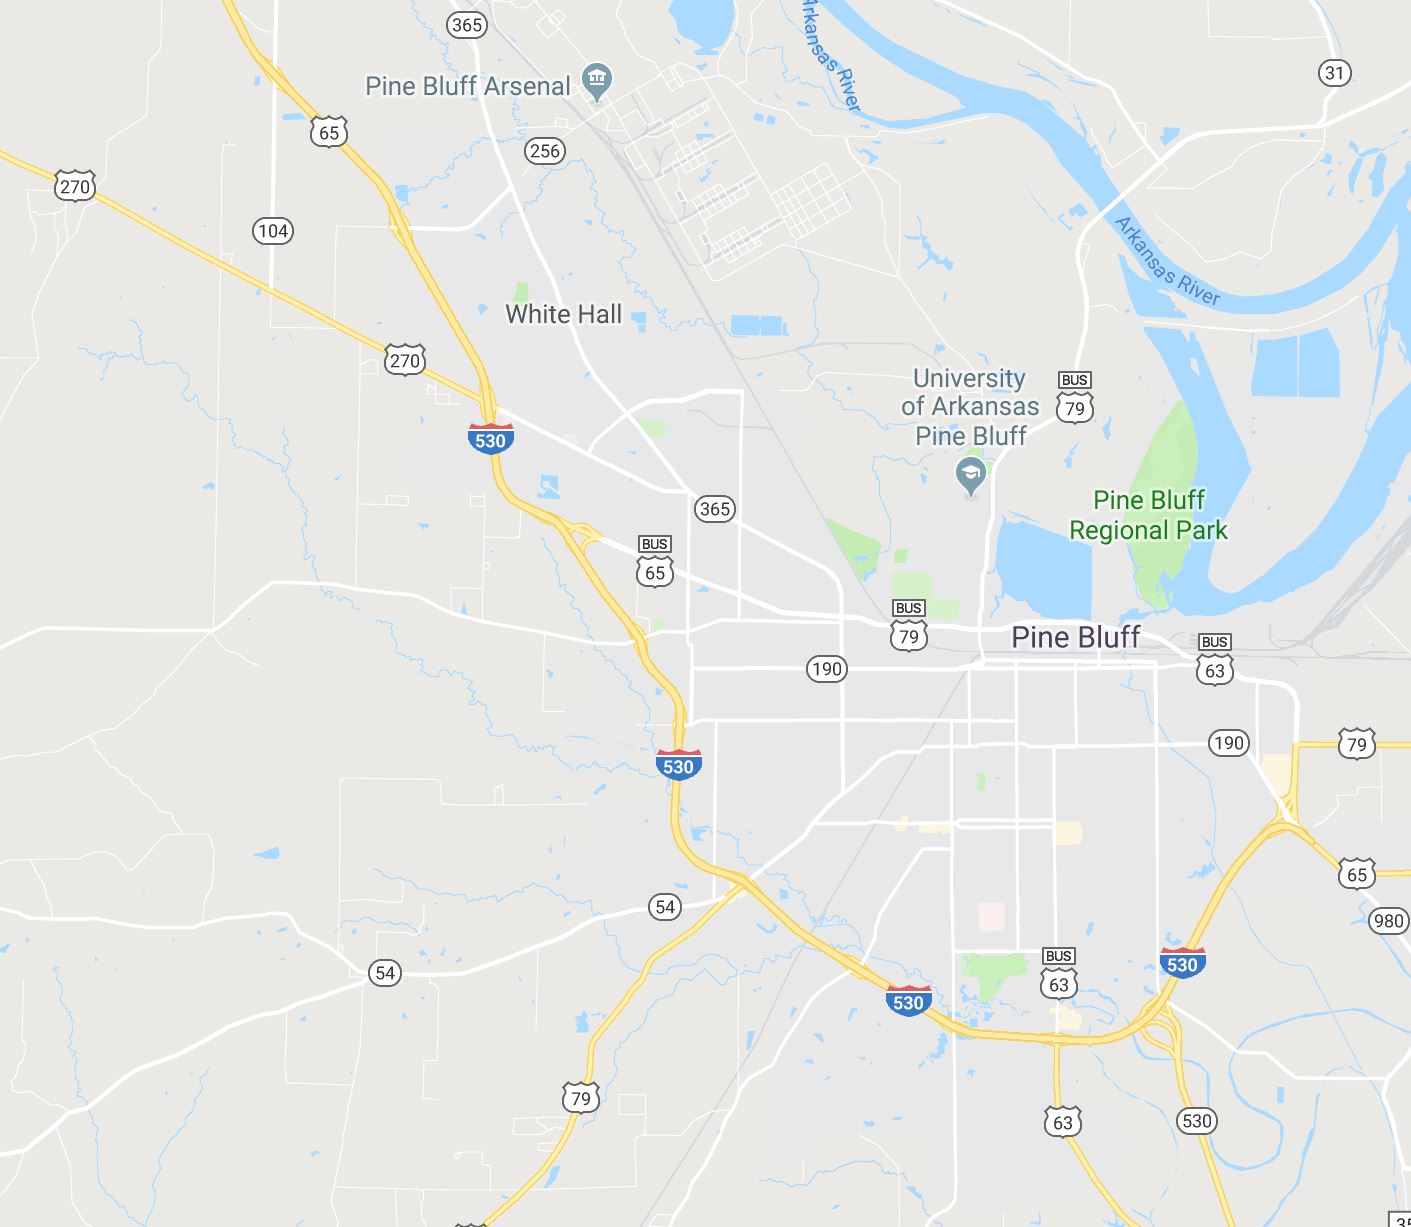 365
Arkansas River
31
Pine Bluff Arsenal
65
256
270
104
Arkansas River
White Hall
270
University
of Arkansas
Pine Bluff
BUS
79
530
Pine Bluff
Regional Park
365
BUS
65
BUS
79
Pine Bluff
BUS
63
190
190
79
530
65
54
980
54
BUS
63
530
530
79
63
530